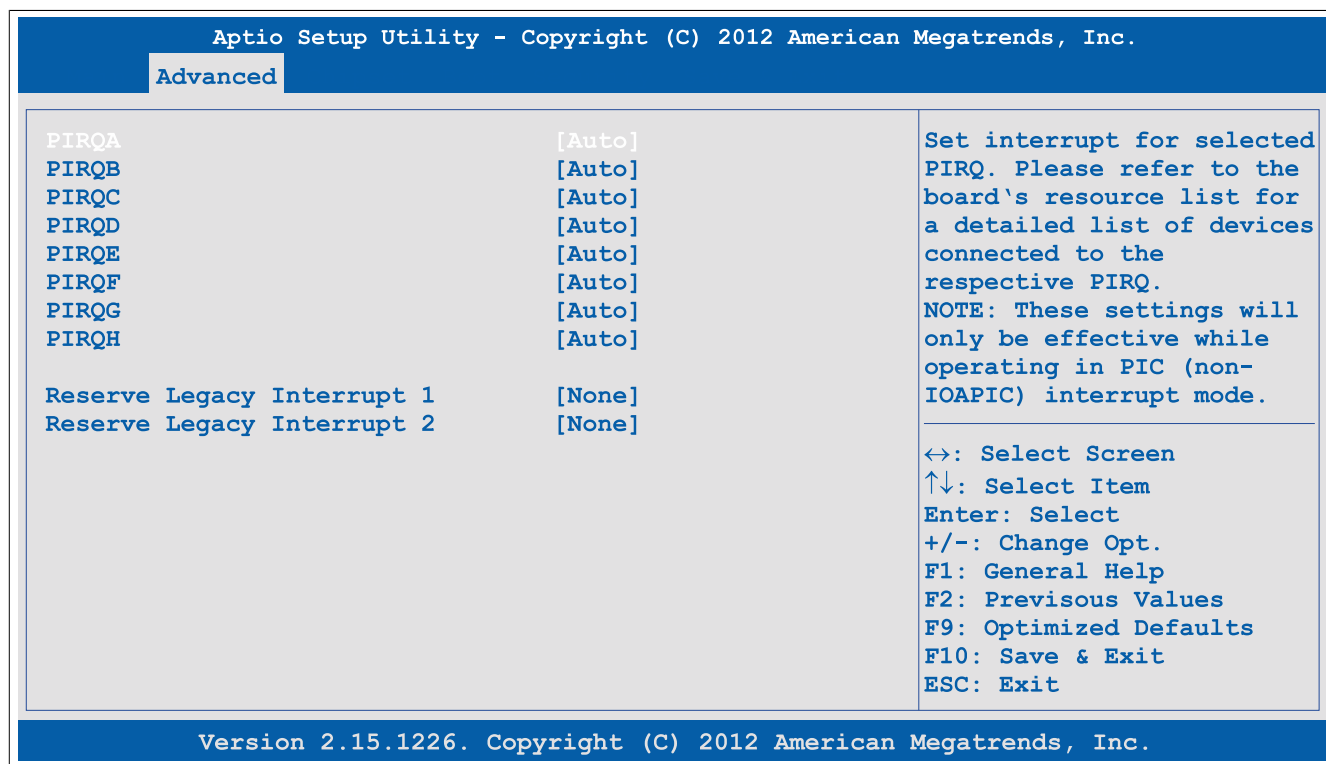 Aptio Setup Utility - Copyright (C) 2012 American Megatrends, Inc.
Advanced
PIRQA [Auto]
PIRQB [Auto]
PIRQC [Auto]
PIRQD [Auto]
PIRQE [Auto]
PIRQF [Auto]
PIRQG [Auto]
PIRQH [Auto]
Reserve Legacy Interrupt 1 [None]
Reserve Legacy Interrupt 2 [None]
Set interrupt for selected
PIRQ. Please refer to the
board‘s resource list for
a detailed list of devices
connected to the
respective PIRQ.
NOTE: These settings will
only be effective while
operating in PIC (non-
IOAPIC) interrupt mode.
↔: Select Screen
↑↓: Select Item
Enter: Select
+/-: Change Opt.
F1: General Help
F2: Previsous Values
F9: Optimized Defaults
F10: Save & Exit
ESC: Exit
Version 2.15.1226. Copyright (C) 2012 American Megatrends, Inc.